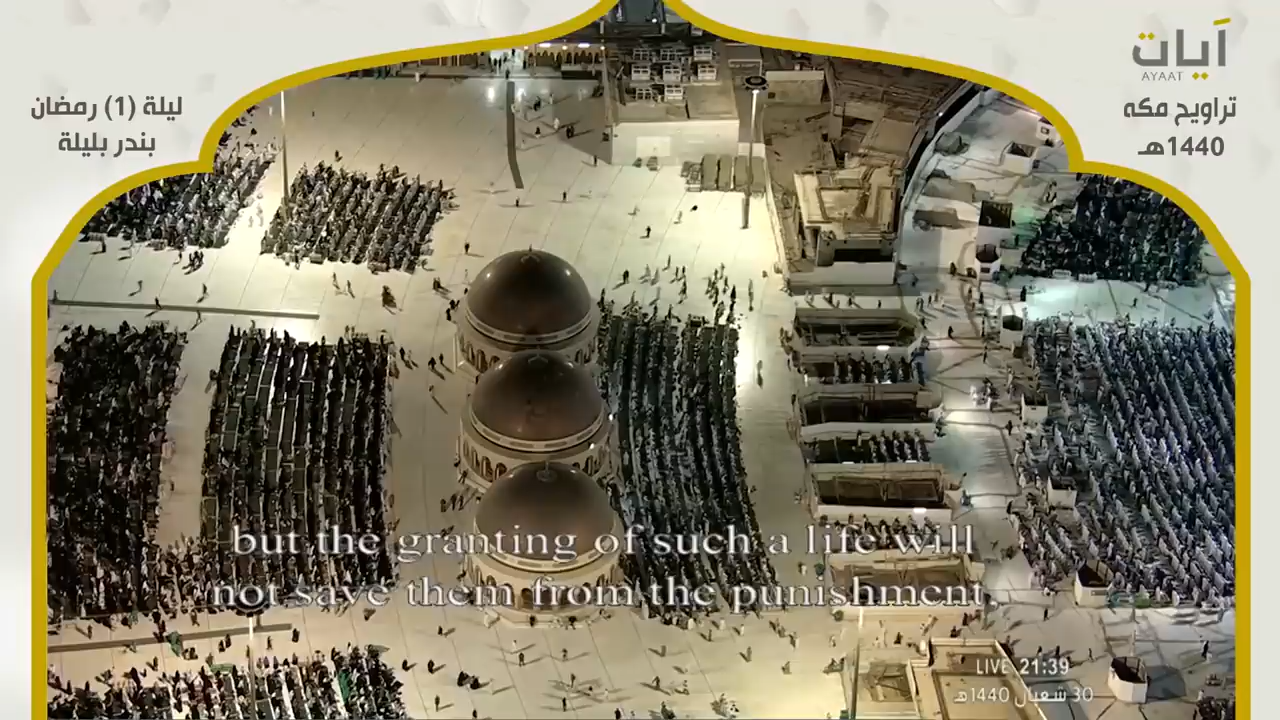 آيات
AYAAT
تراويح مكه
1440هـ
ليلة (1) رمضان
بندر بليلة
but the granting of such a life will
not save them from the punishment,
LIVE 21:39
30 شعبان 1440هـ